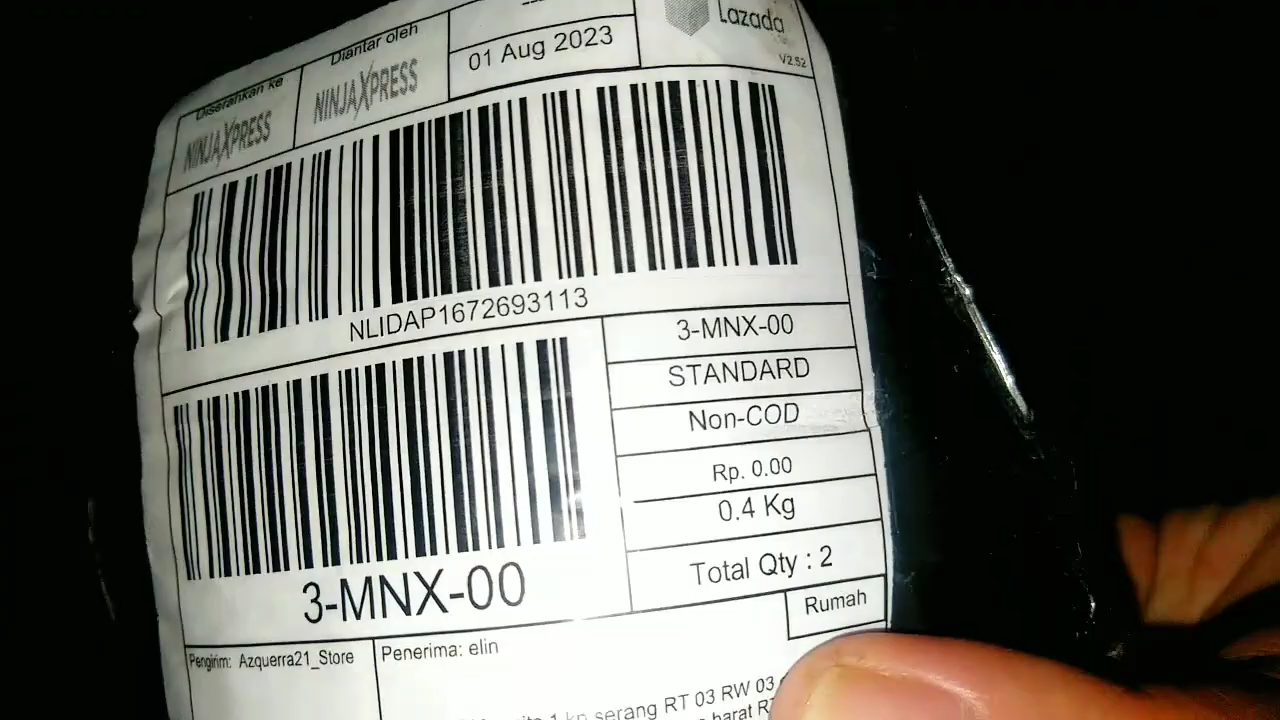 Diserahkan ke
NINJAXPRESS
Diantar oleh
NINJAXPRESS
01 Aug 2023
Lazada
V2.52
NLIDAP1672693113
3-MNX-00
STANDARD
Non-COD
Rp. 0.00
0.4 Kg
Total Qty : 2
3-MNX-00
Rumah
Pengirim: Azquerra21_Store
Penerima: elin
1 kp serang RT 03 RW 03
barat